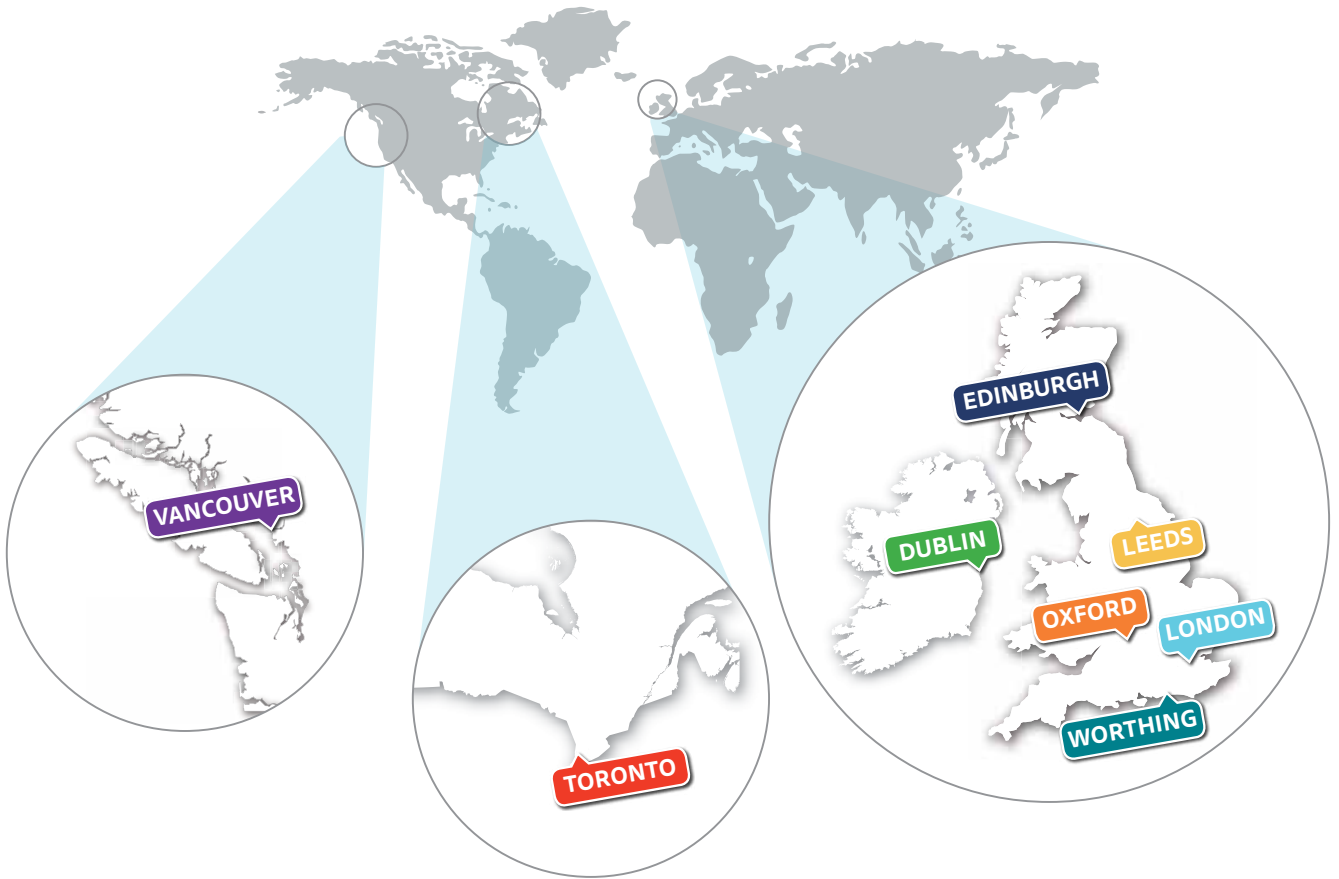 EDINBURGH
VANCOUVER
DUBLIN
LEEDS
OXFORD
LONDON
WORTHING
TORONTO